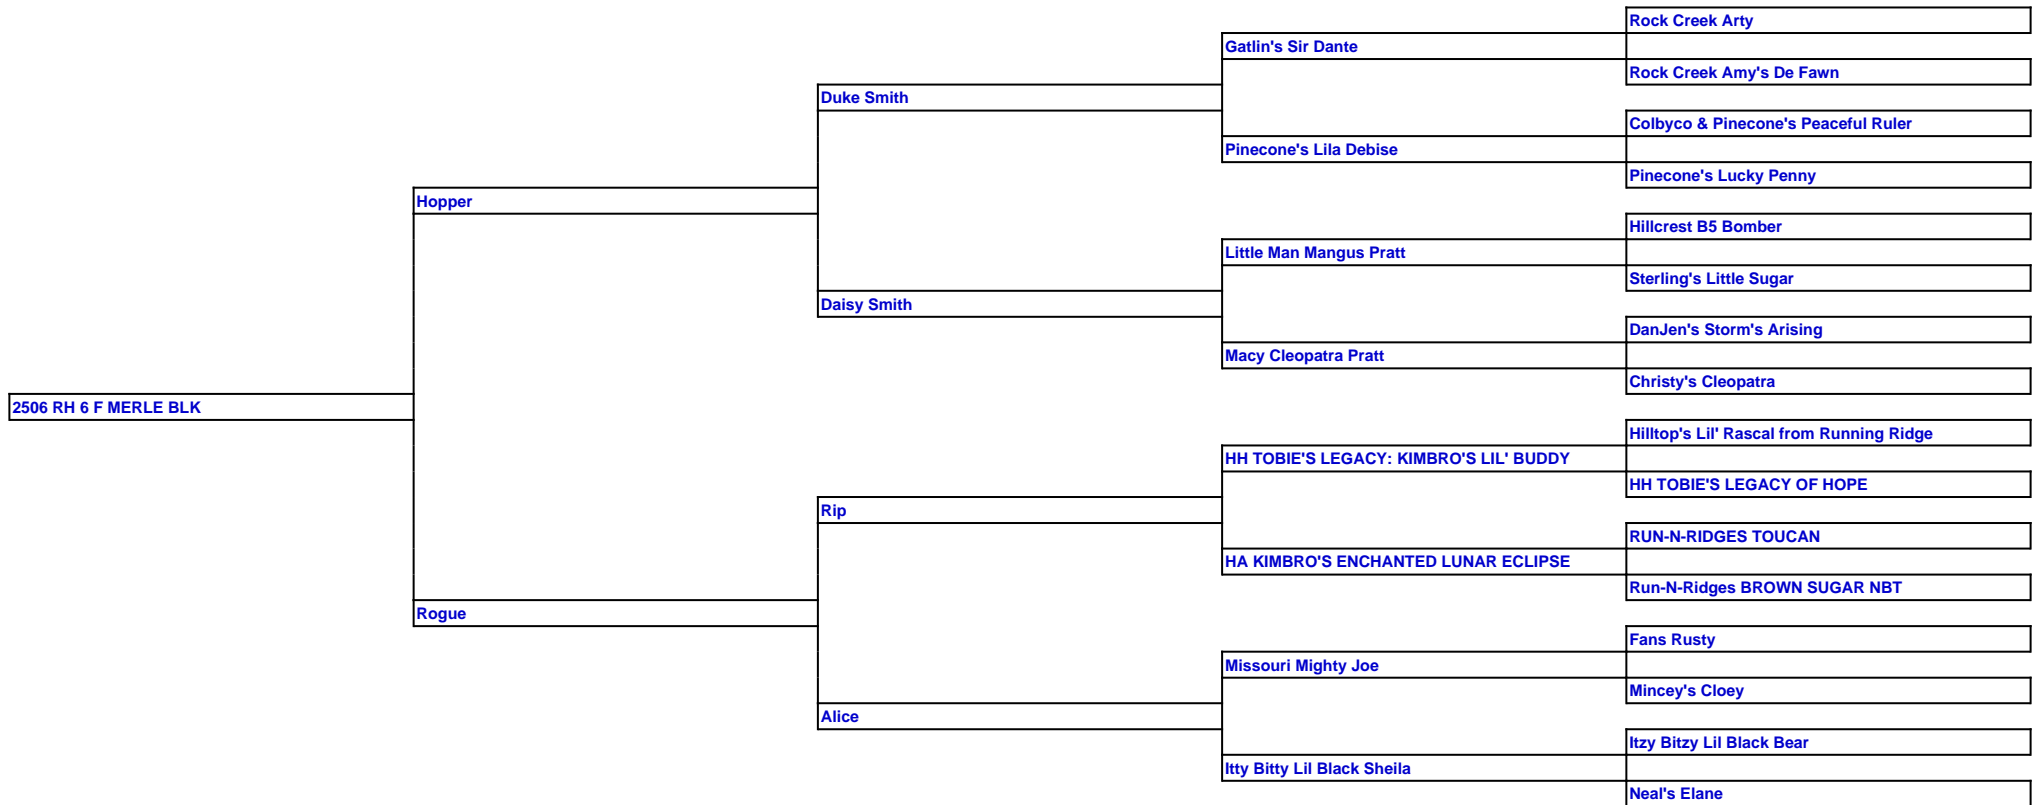 Rock Creek Arty
Gatlin's Sir Dante
Rock Creek Amy's De Fawn
Duke Smith
Colbyco & Pinecone's Peaceful Ruler
Pinecone's Lila Debise
Pinecone's Lucky Penny
Hopper
Hillcrest B5 Bomber
Little Man Mangus Pratt
Sterling's Little Sugar
Daisy Smith
DanJen's Storm's Arising
Macy Cleopatra Pratt
Christy's Cleopatra
2506 RH 6 F MERLE BLK
Hilltop's Lil' Rascal from Running Ridge
HH TOBIE'S LEGACY: KIMBRO'S LIL' BUDDY
HH TOBIE'S LEGACY OF HOPE
Rip
RUN-N-RIDGES TOUCAN
HA KIMBRO'S ENCHANTED LUNAR ECLIPSE
Run-N-Ridges BROWN SUGAR NBT
Rogue
Fans Rusty
Missouri Mighty Joe
Mincey's Cloey
Alice
Itzy Bitzy Lil Black Bear
Itty Bitty Lil Black Sheila
Neal's Elane